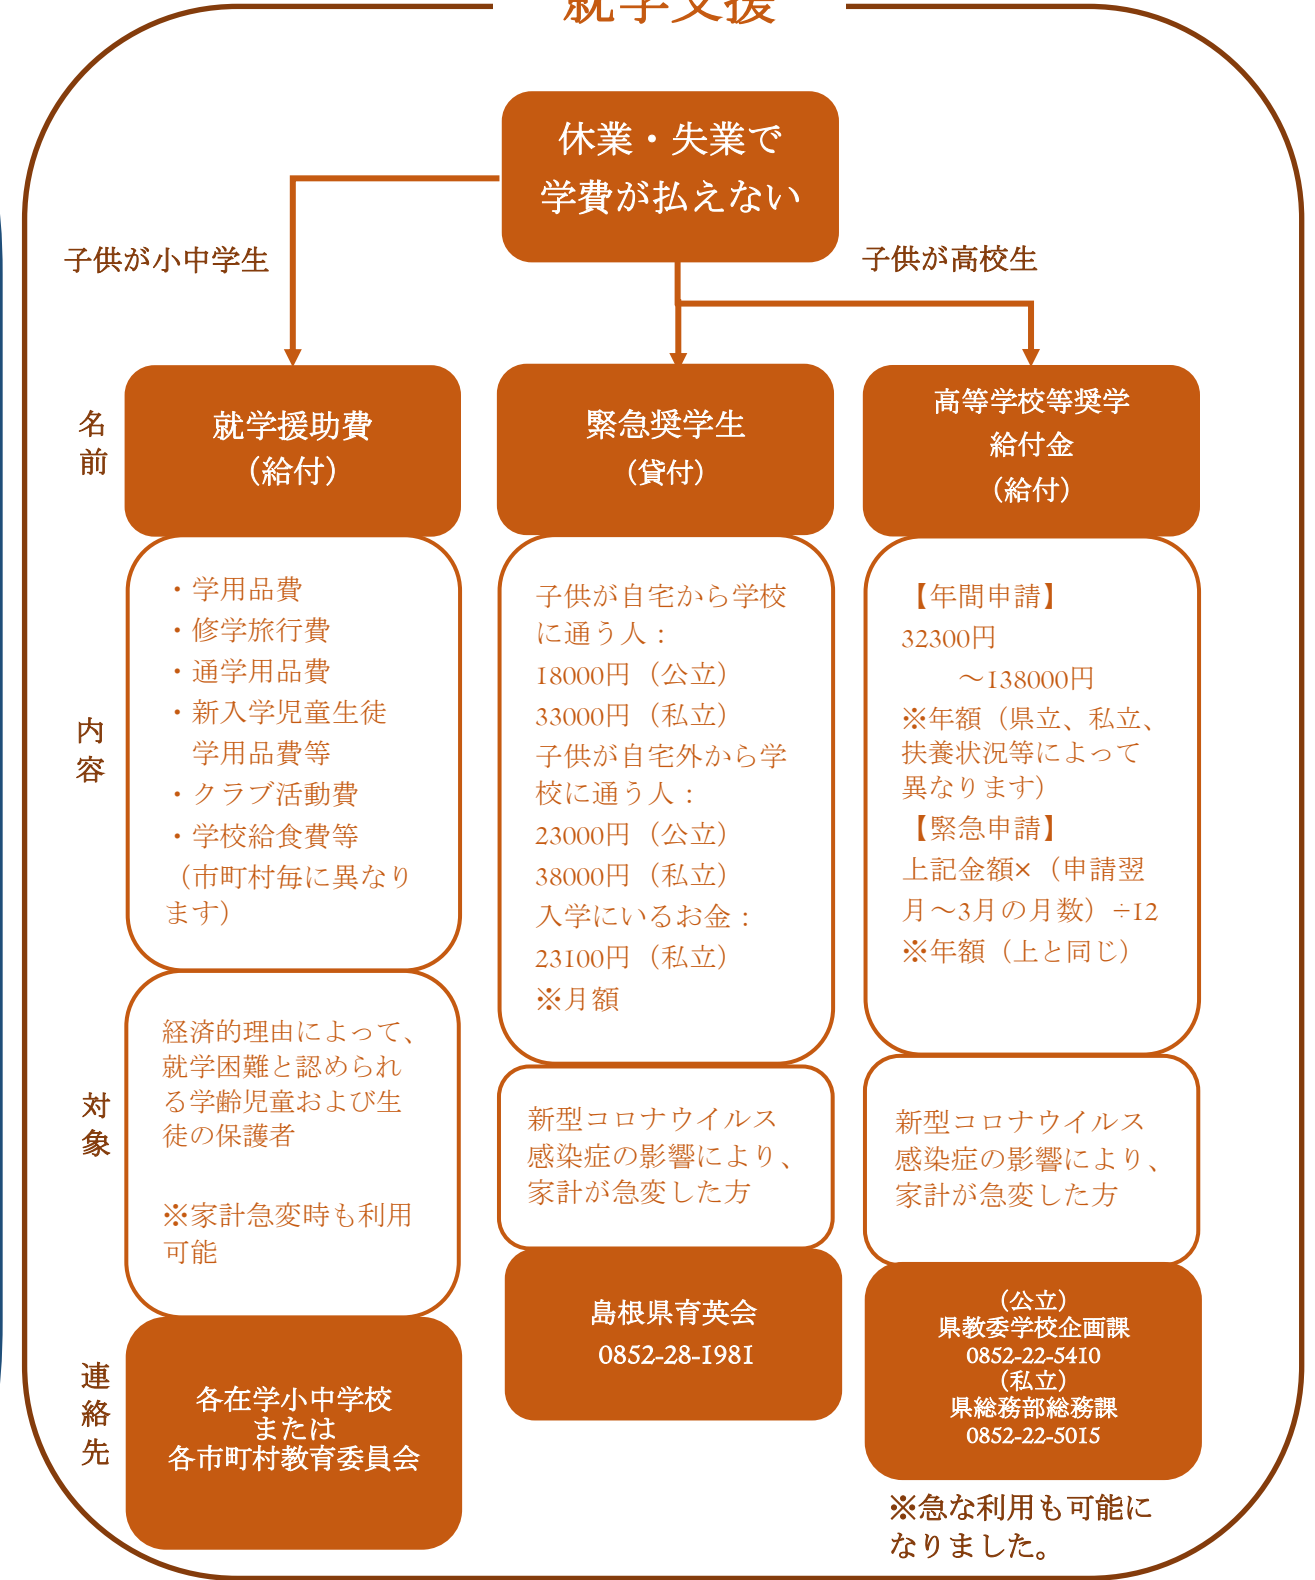 就学支援
休業・失業で
学費が払えない
子供が小中学生
子供が高校生
名前
就学援助費
（給付）
緊急奨学生
（貸付）
高等学校等奨学
給付金
（給付）
内容
・学用品費
・修学旅行費
・通学用品費
・新入学児童生徒
学用品費等
・クラブ活動費
・学校給食費等
（市町村毎に異なり
ます）
子供が自宅から学校
に通う人：
18000円（公立）
33000円（私立）
子供が自宅外から学
校に通う人：
23000円（公立）
38000円（私立）
入学にいるお金：
23100円（私立）
※月額
【年間申請】
32300円
～138000円
※年額（県立、私立、
扶養状況等によって
異なります）
【緊急申請】
上記金額×（申請翌
月～3月の月数）÷12
※年額（上と同じ）
対象
経済的理由によって、
就学困難と認められ
る学齢児童および生
徒の保護者
※家計急変時も利用
可能
新型コロナウイルス
感染症の影響により、
家計が急変した方
新型コロナウイルス
感染症の影響により、
家計が急変した方
連絡先
各在学小中学校
または
各市町村教育委員会
島根県育英会
0852-28-1981
（公立）
県教委学校企画課
0852-22-5410
（私立）
県総務部総務課
0852-22-5015
※急な利用も可能に
なりました。